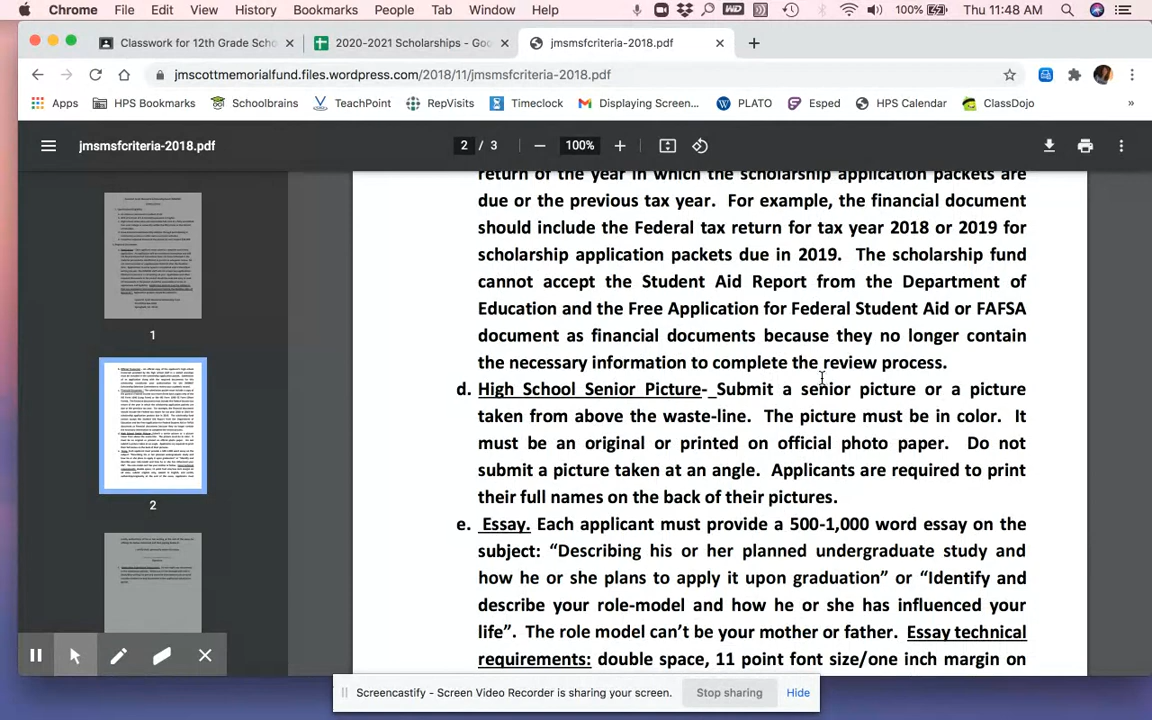 Chrome File Edit View History Bookmarks People Tab Window Help 100% Thu 11:48 AM
Classwork for 12th Grade Scho 2020-2021 Scholarships - Goo jmsmsfcriteria-2018.pdf
jmscottmemorialfund.files.wordpress.com/2018/11/jmsmsfcriteria-2018.pdf
Apps HPS Bookmarks Schoolbrains TeachPoint RepVisits Timeclock Displaying Screen... PLATO Esped HPS Calendar ClassDojo »
jmsmsfcriteria-2018.pdf 2 / 3 100%
return of the year in which the scholarship application packets are
due or the previous tax year. For example, the financial document
should include the Federal tax return for tax year 2018 or 2019 for
scholarship application packets due in 2019. The scholarship fund
cannot accept the Student Aid Report from the Department of
Education and the Free Application for Federal Student Aid or FAFSA
document as financial documents because they no longer contain
the necessary information to complete the review process.
d. High School Senior Picture- Submit a senior picture or a picture
taken from above the waste-line. The picture must be in color. It
must be an original or printed on official photo paper. Do not
submit a picture taken at an angle. Applicants are required to print
their full names on the back of their pictures.
e. Essay. Each applicant must provide a 500-1,000 word essay on the
subject: “Describing his or her planned undergraduate study and
how he or she plans to apply it upon graduation” or “Identify and
describe your role-model and how he or she has influenced your
life”. The role model can’t be your mother or father. Essay technical
requirements: double space, 11 point font size/one inch margin on
1
2
Screencastify - Screen Video Recorder is sharing your screen. Stop sharing Hide